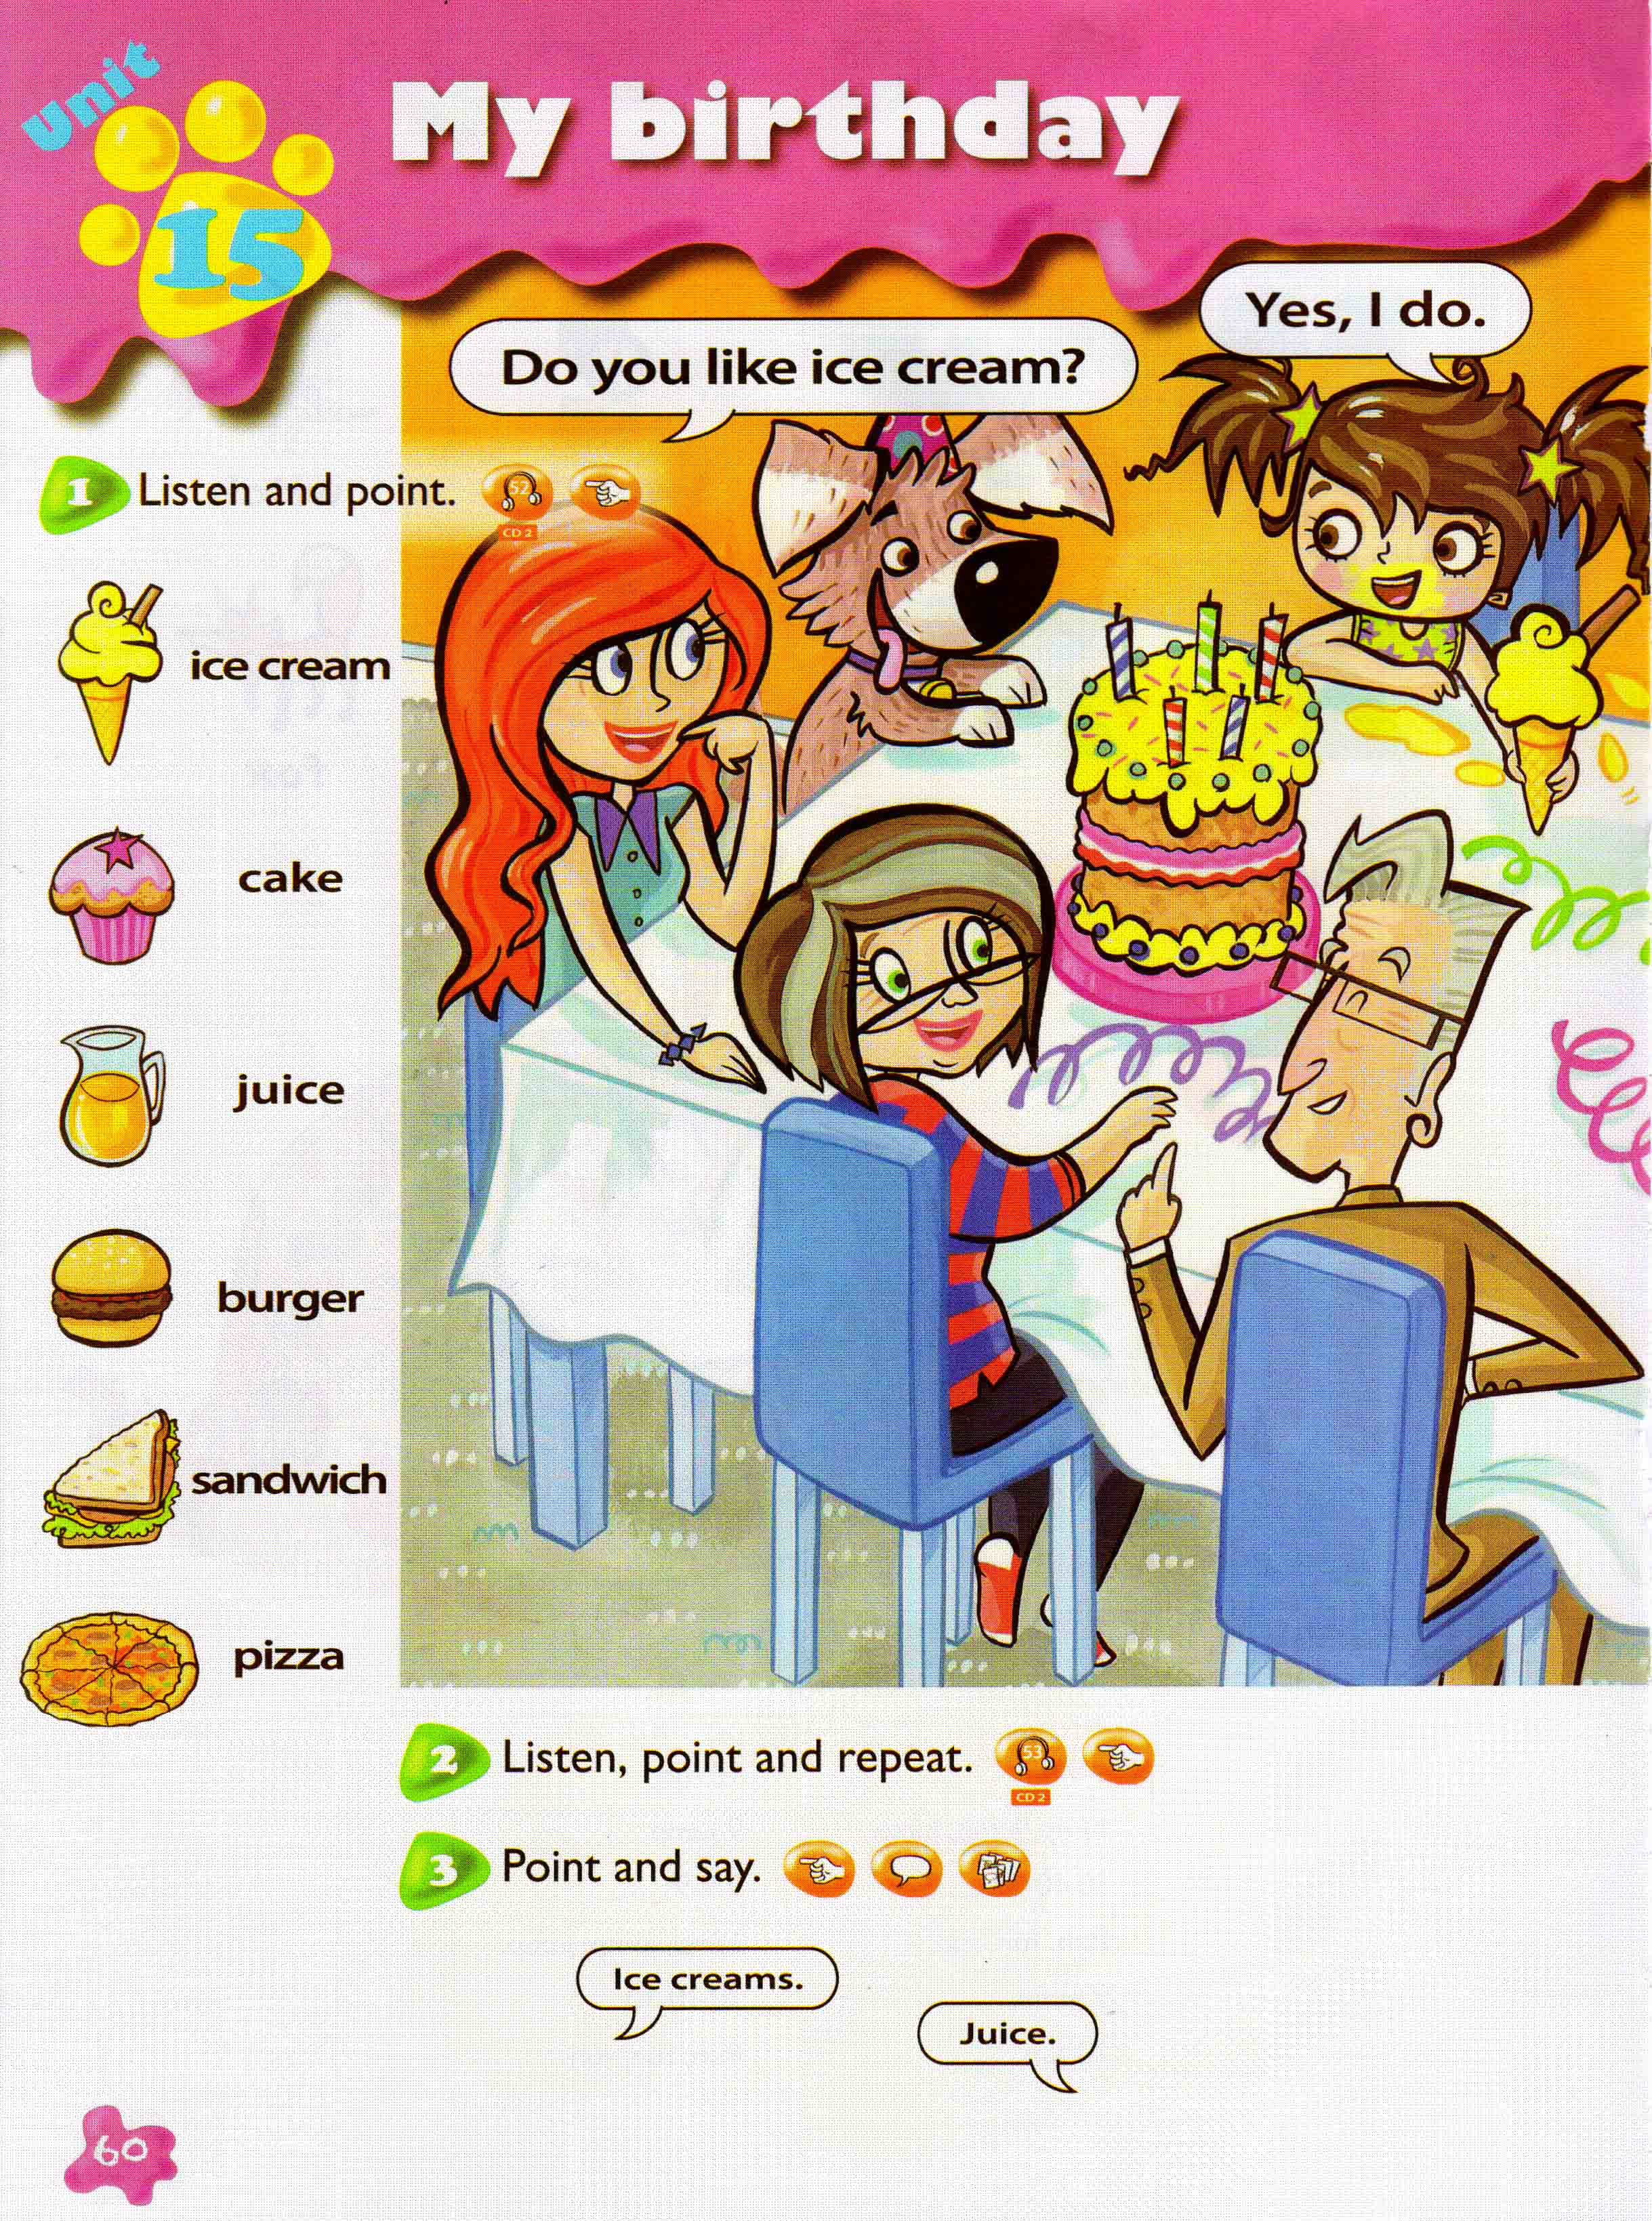 Unit
15
My birthday
Do you like ice cream?
Yes, I do.
1 Listen and point.
52
CD 2
ice cream
cake
juice
burger
sandwich
pizza
2 Listen, point and repeat.
53
CD 2
3 Point and say.
Ice creams.
Juice.
60